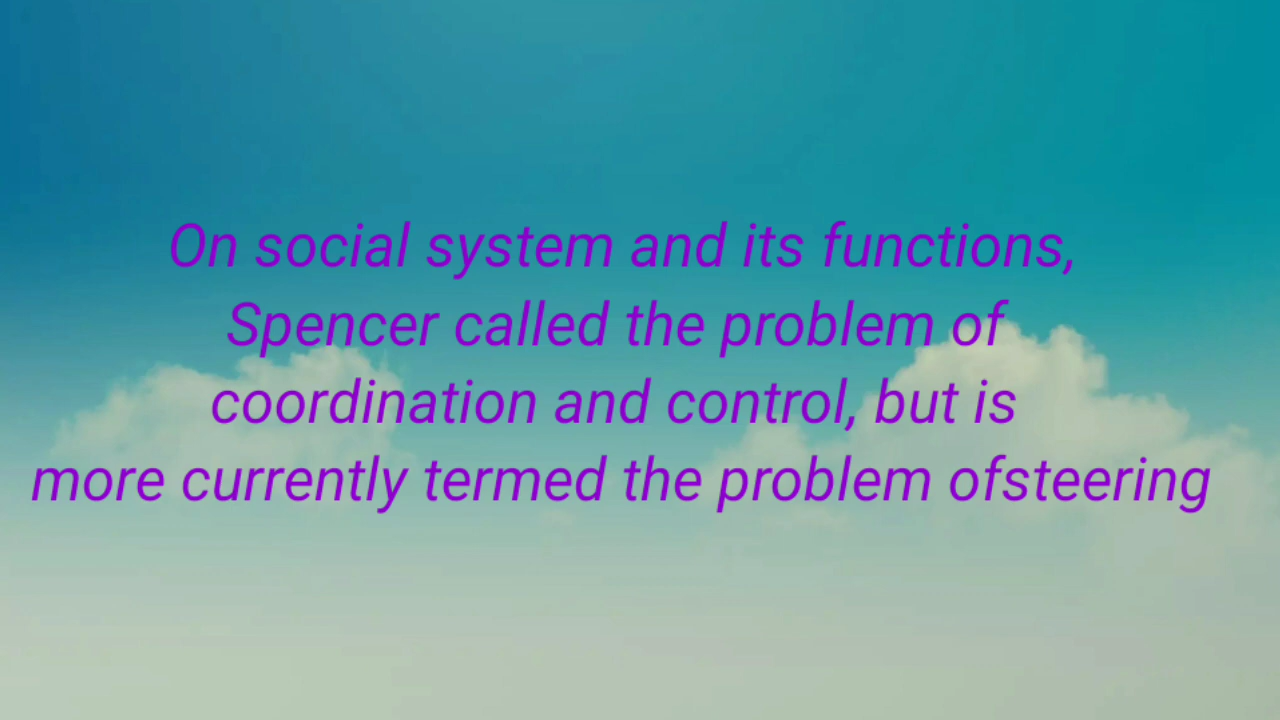 On social system and its functions,
Spencer called the problem of
coordination and control, but is
more currently termed the problem ofsteering